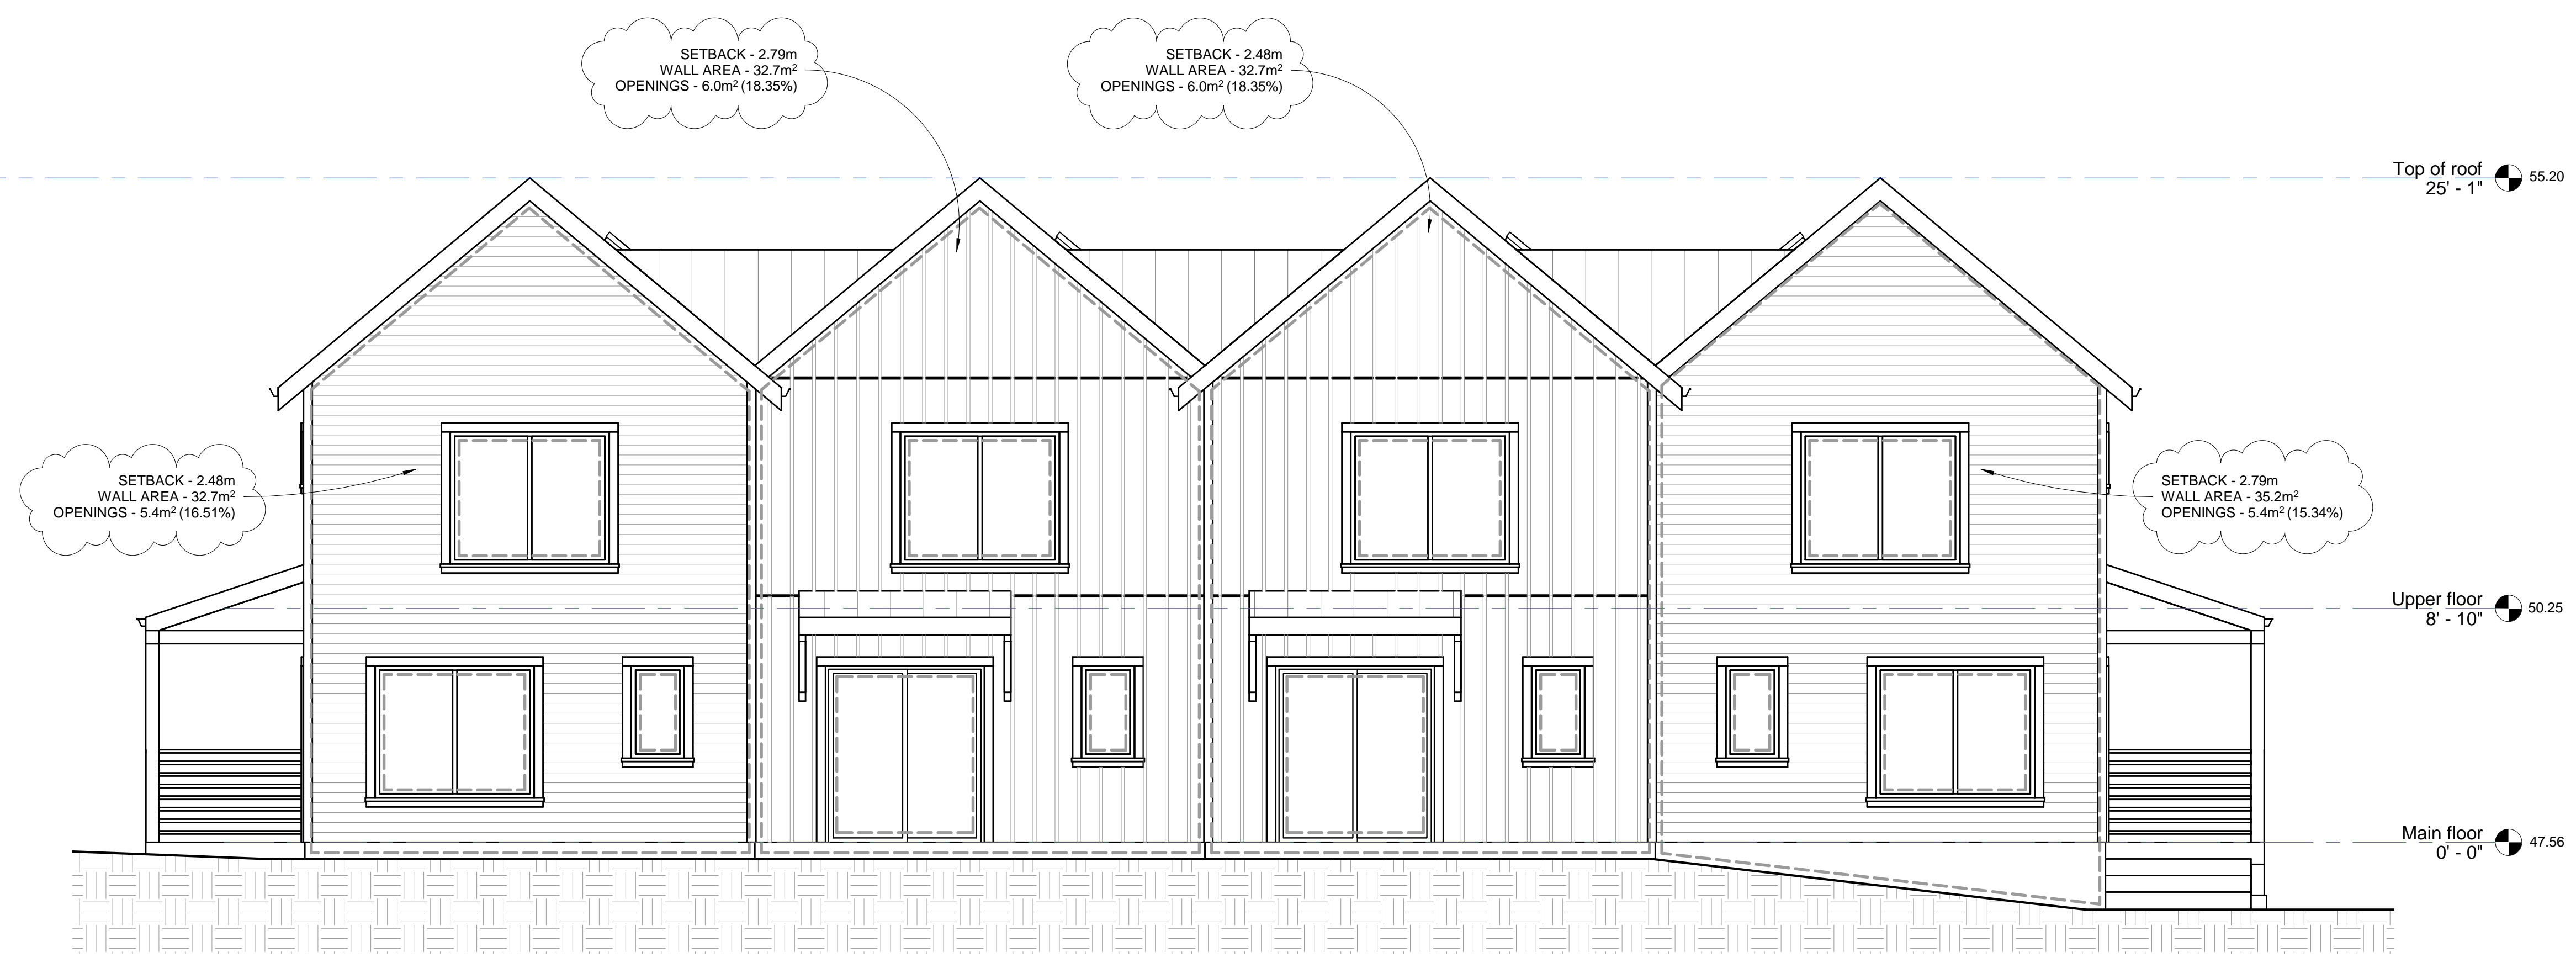 SETBACK - 2.79m
WALL AREA - 32.7m²
OPENINGS - 6.0m² (18.35%)
SETBACK - 2.48m
WALL AREA - 32.7m²
OPENINGS - 6.0m² (18.35%)
Top of roof
25' - 1"
55.20
SETBACK - 2.48m
WALL AREA - 32.7m²
OPENINGS - 5.4m² (16.51%)
SETBACK - 2.79m
WALL AREA - 35.2m²
OPENINGS - 5.4m² (15.34%)
Upper floor
8' - 10"
50.25
Main floor
0' - 0"
47.56